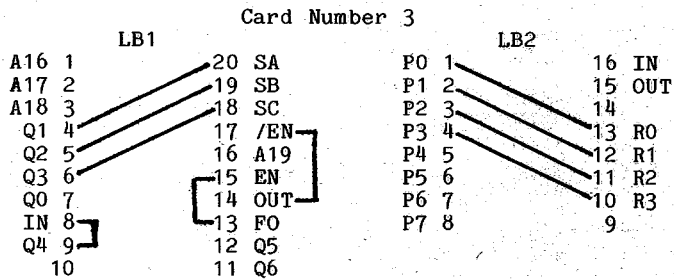 Card Number 3
LB1 LB2
A16 1 20 SA P0 1 16 IN
A17 2 19 SB P1 2 15 OUT
A18 3 18 SC P2 3 14
Q1 4 17 /EN P3 4 13 R0
Q2 5 16 A19 P4 5 12 R1
Q3 6 15 EN P5 6 11 R2
Q0 7 14 OUT P6 7 10 R3
IN 8 13 F0 P7 8 9
Q4 9 12 Q5
10 11 Q6